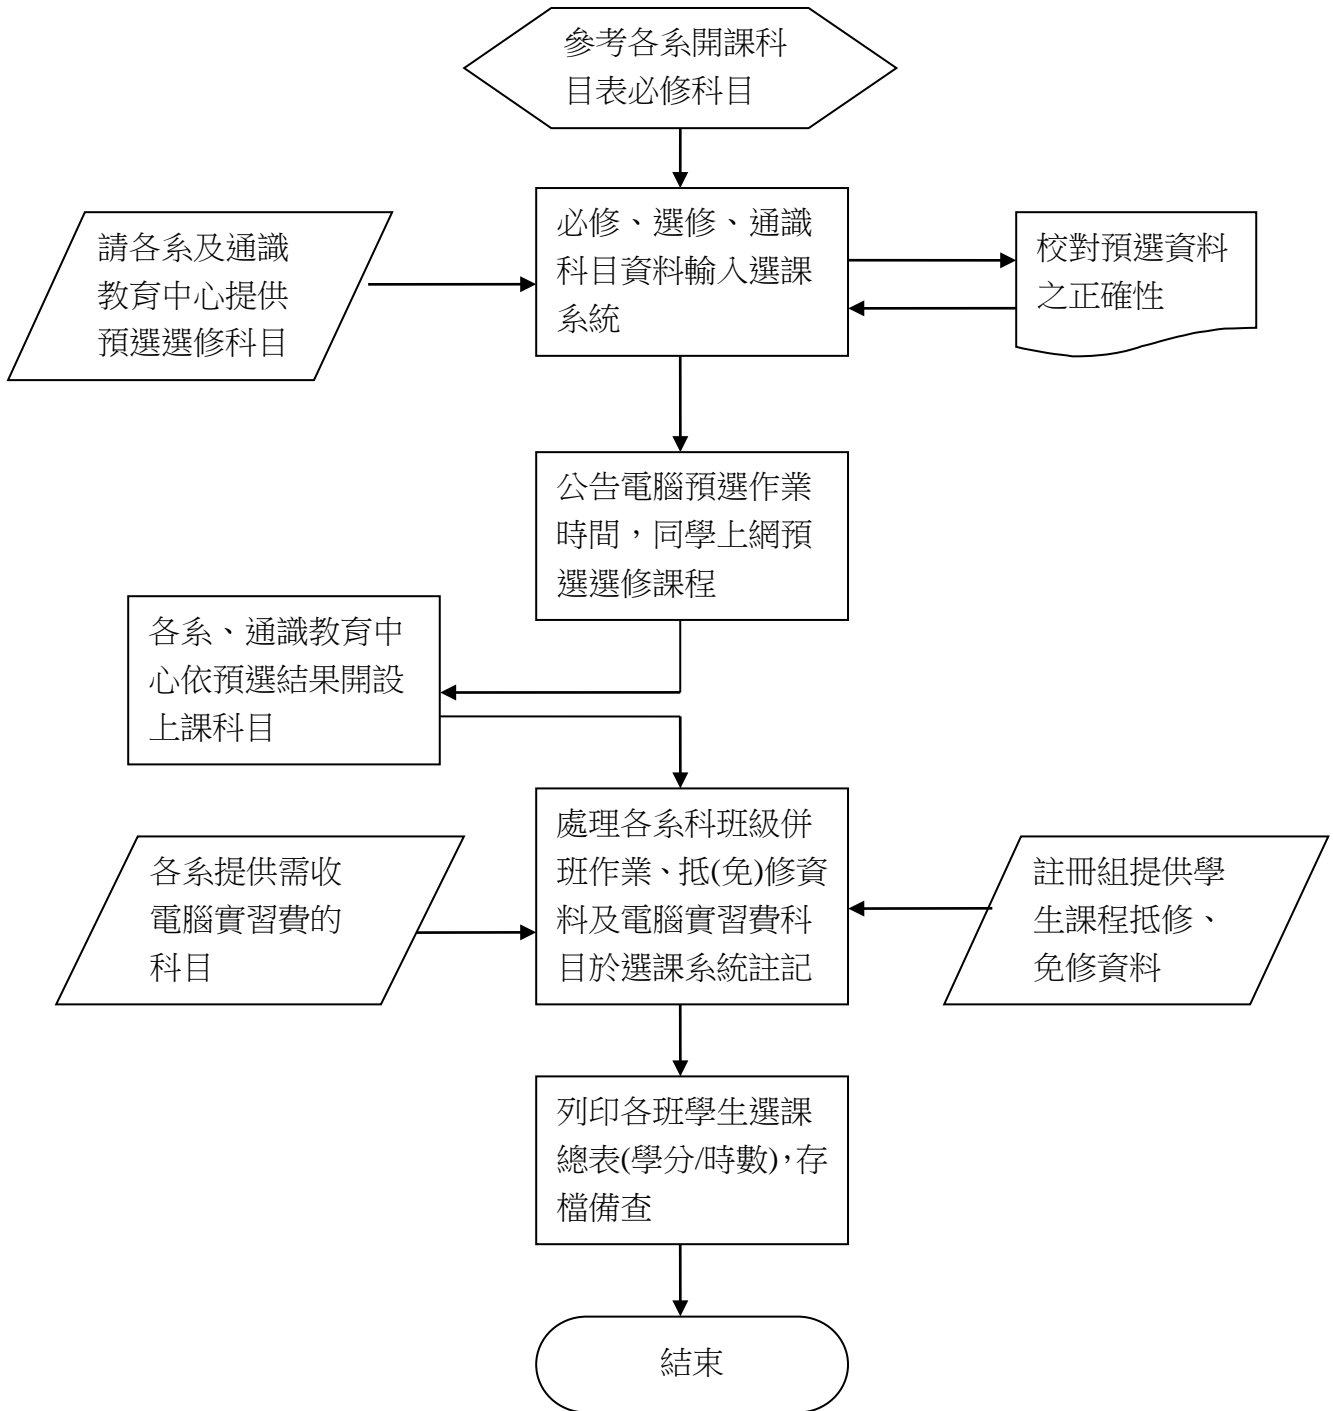 參考各系開課科
目表必修科目
請各系及通識
教育中心提供
預選選修科目
必修、選修、通識
科目資料輸入選課
系統
校對預選資料
之正確性
公告電腦預選作業
時間，同學上網預
選選修課程
各系、通識教育中
心依預選結果開設
上課科目
各系提供需收
電腦實習費的
科目
處理各系科班級併
班作業、抵(免)修資
料及電腦實習費科
目於選課系統註記
註冊組提供學
生課程抵修、
免修資料
列印各班學生選課
總表(學分/時數)，存
檔備查
結束